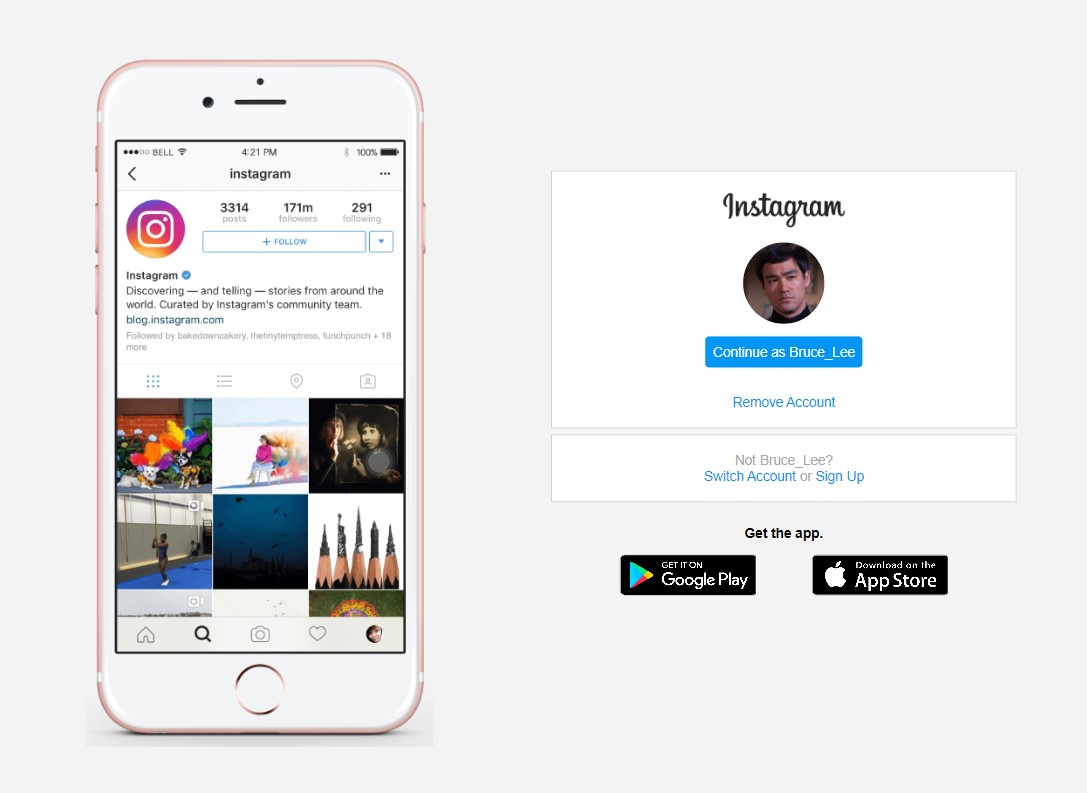 BELL
4:21 PM
100%
instagram
3314
171m
291
posts
followers
following
+ FOLLOW
Instagram
Discovering — and telling — stories from around the
world. Curated by Instagram's community team.
blog.instagram.com
Followed by bakedowncakery, thetinytemptress, funchpunch + 18
more
Instagram
Continue as Bruce_Lee
Remove Account
Not Bruce_Lee?
Switch Account or Sign Up
Get the app.
GET IT ON
Google Play
Download on the
App Store